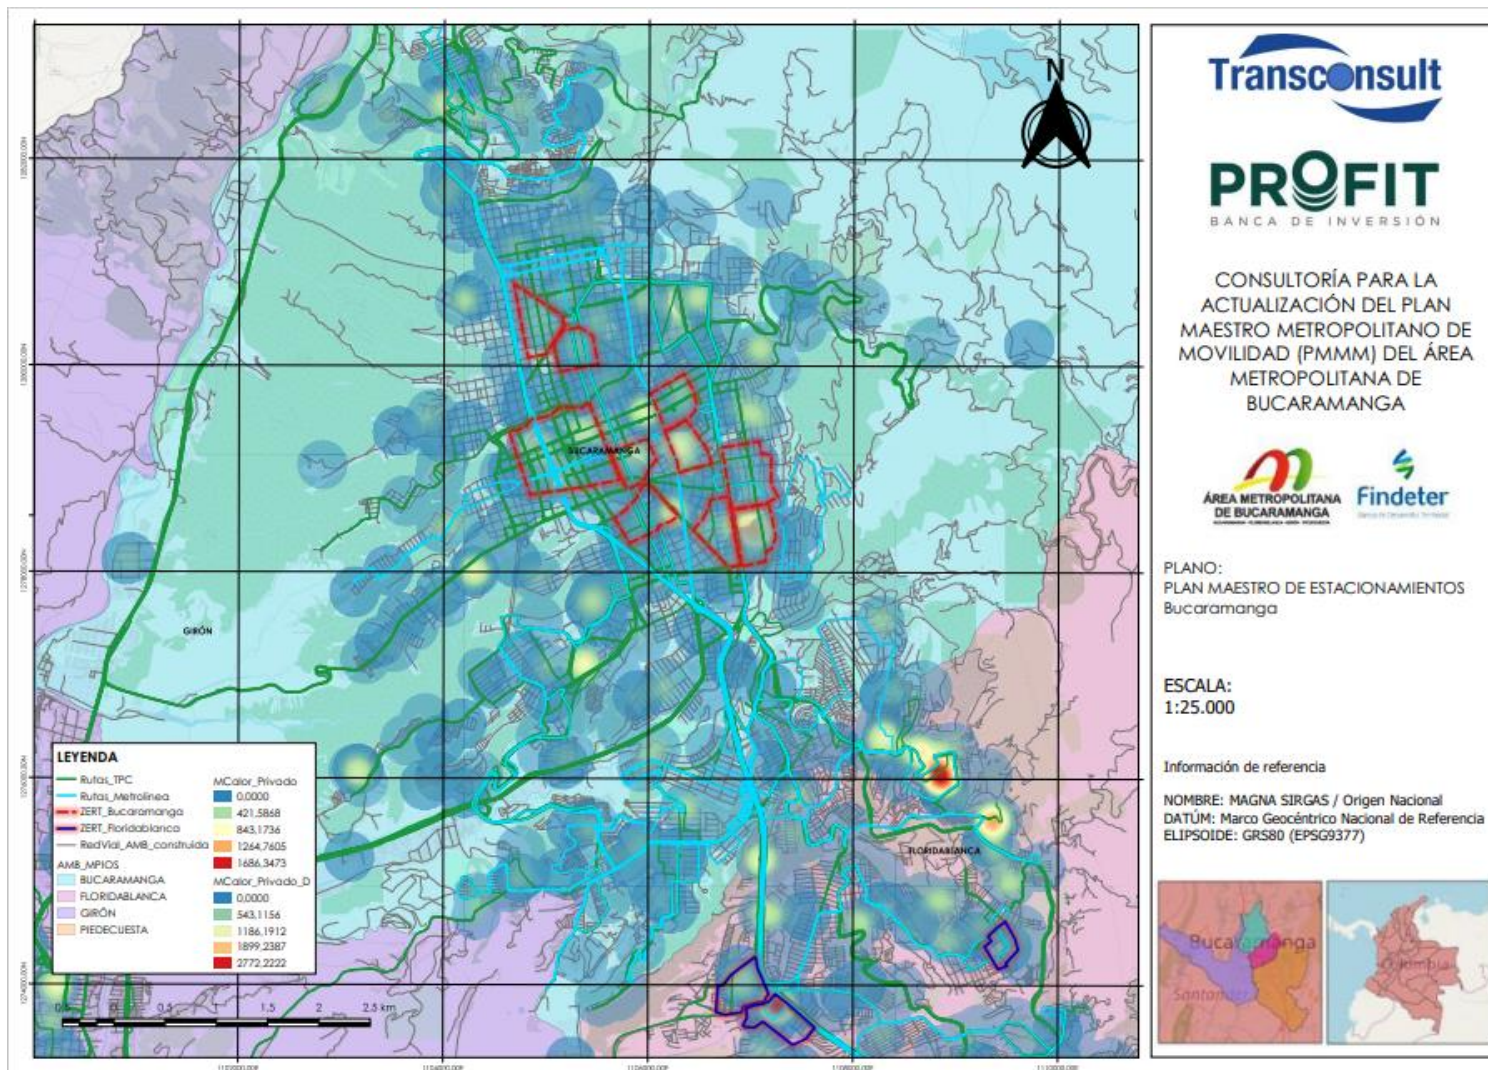 N
BUCARAMANGA
GIRÓN
FLORIDABLANCA
LEYENDA
Rutas_TPC
Rutas_Metrolínea
ZERT_Bucaramanga
ZERT_Floridablanca
RedVial_AMB_construida
AMB_MPIOS
BUCARAMANGA
FLORIDABLANCA
GIRÓN
PIEDECUESTA
MCalor_Privado
0,0000
421,5868
843,1736
1264,7605
1686,3473
MCalor_Privado_D
0,0000
543,1156
1186,1912
1899,2387
2772,2222
0.5 0 0.5 1.5 2 2.5 km
Transconsult
PROFIT
BANCA DE INVERSIÓN
CONSULTORÍA PARA LA
ACTUALIZACIÓN DEL PLAN
MAESTRO METROPOLITANO DE
MOVILIDAD (PMMM) DEL ÁREA
METROPOLITANA DE
BUCARAMANGA
ÁREA METROPOLITANA
DE BUCARAMANGA
Findeter
PLANO:
PLAN MAESTRO DE ESTACIONAMIENTOS
Bucaramanga
ESCALA:
1:25.000
Información de referencia
NOMBRE: MAGNA SIRGAS / Origen Nacional
DATÚM: Marco Geocéntrico Nacional de Referencia
ELIPSOIDE: GRS80 (EPSG9377)
Bucaramanga
Santander
Colombia